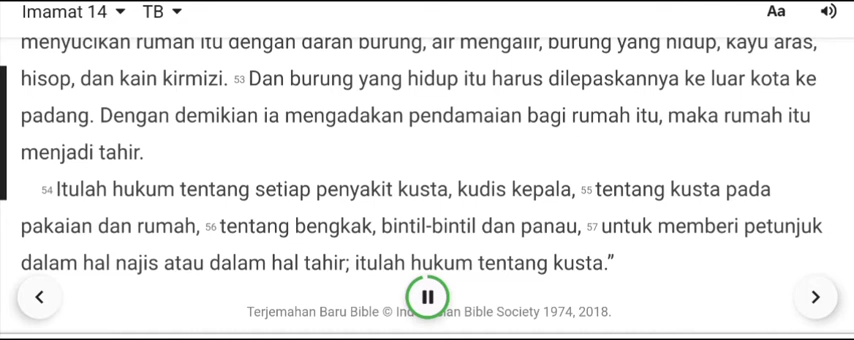 Imamat 14 TB Aa
menyucikan rumah itu dengan darah burung, air mengalir, burung yang hidup, kayu aras,
hisop, dan kain kirmizi. 53 Dan burung yang hidup itu harus dilepaskannya ke luar kota ke
padang. Dengan demikian ia mengadakan pendamaian bagi rumah itu, maka rumah itu
menjadi tahir.
54 Itulah hukum tentang setiap penyakit kusta, kudis kepala, 55 tentang kusta pada
pakaian dan rumah, 56 tentang bengkak, bintil-bintil dan panau, 57 untuk memberi petunjuk
dalam hal najis atau dalam hal tahir; itulah hukum tentang kusta.”
Terjemahan Baru Bible © Bible Society 1974, 2018.